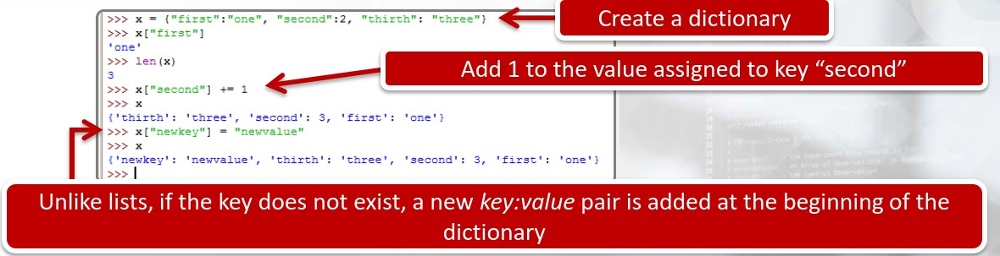 >>> x = {"first":"one", "second":2, "thirth": "three"}
Create a dictionary
>>> x["first"]
'one'
>>> len(x)
3
Add 1 to the value assigned to key “second”
>>> x["second"] += 1
>>> x
{'thirth': 'three', 'second': 3, 'first': 'one'}
>>> x["newkey"] = "newvalue"
>>> x
{'newkey': 'newvalue', 'thirth': 'three', 'second': 3, 'first': 'one'}
>>>
Unlike lists, if the key does not exist, a new key:value pair is added at the beginning of the
dictionary